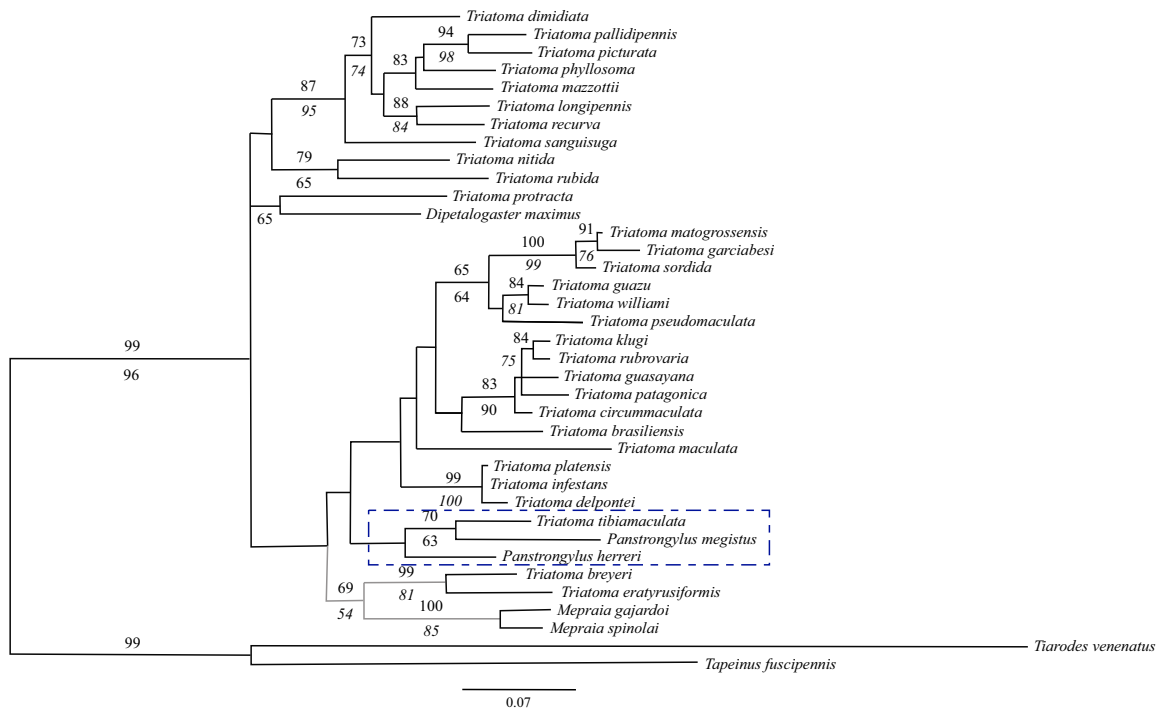 Triatoma dimidiata
94
Triatoma pallidipennis
73
98
Triatoma picturata
74
83
Triatoma phyllosoma
87
Triatoma mazzottii
95
88
Triatoma longipennis
84
Triatoma recurva
Triatoma sanguisuga
79
Triatoma nitida
65
Triatoma rubida
Triatoma protracta
65
Dipetalogaster maximus
91
Triatoma matogrossensis
100
76
Triatoma garciabesi
99
Triatoma sordida
65
84
Triatoma guazu
64
81
Triatoma williami
Triatoma pseudomaculata
84
Triatoma klugi
99
75
Triatoma rubrovaria
96
83
Triatoma guasayana
Triatoma patagonica
90
Triatoma circummaculata
Triatoma brasiliensis
Triatoma maculata
Triatoma platensis
99
Triatoma infestans
100
Triatoma delpontei
70
Triatoma tibiamaculata
63
Panstrongylus megistus
Panstrongylus herreri
99
Triatoma breyeri
69
81
Triatoma eratyrusiformis
54
100
Mepraia gajardoi
85
Mepraia spinolai
99
Tiarodes venenatus
Tapeinus fuscipennis
0.07